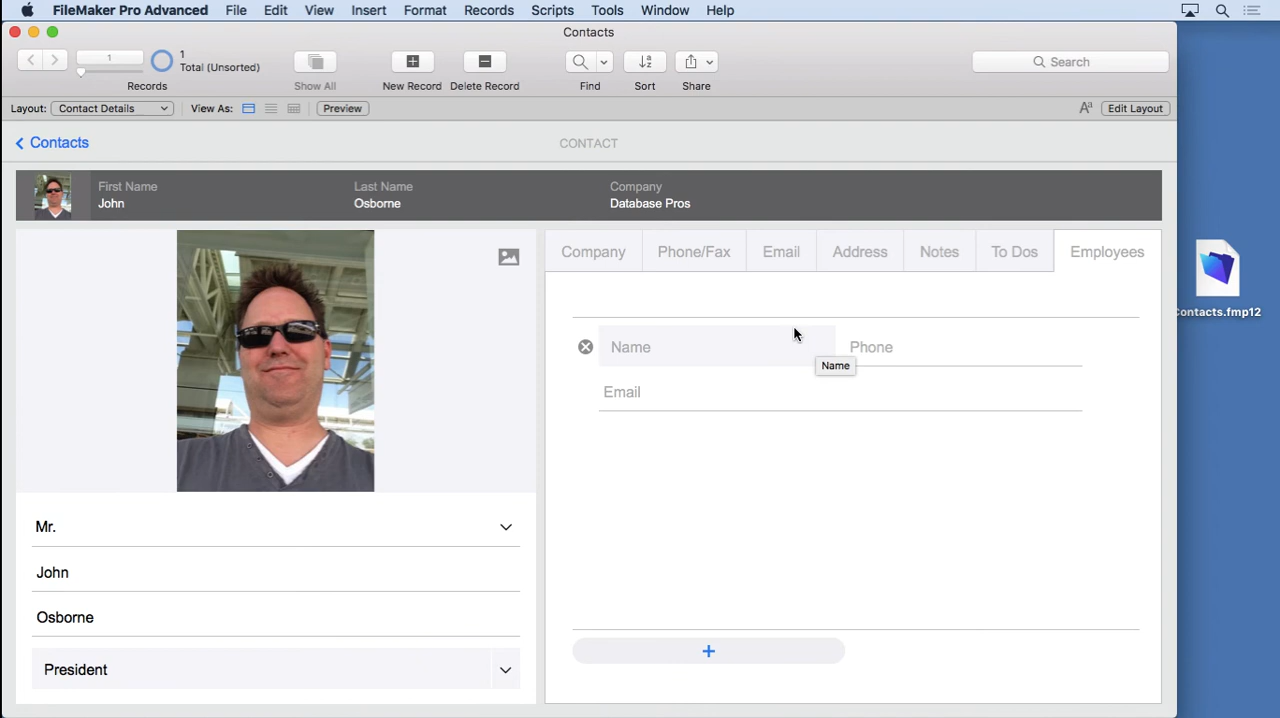 FileMaker Pro Advanced File Edit View Insert Format Records Scripts Tools Window Help
Contacts
1
1
Total (Unsorted)
Records
Show All
New Record
Delete Record
Find
Sort
Share
Search
Layout: Contact Details
View As:
Preview
Aa
Edit Layout
Contacts
CONTACT
First Name
John
Last Name
Osborne
Company
Database Pros
Company
Phone/Fax
Email
Address
Notes
To Dos
Employees
Name
Phone
Name
Email
Mr.
John
Osborne
President
+
Contacts.fmp12